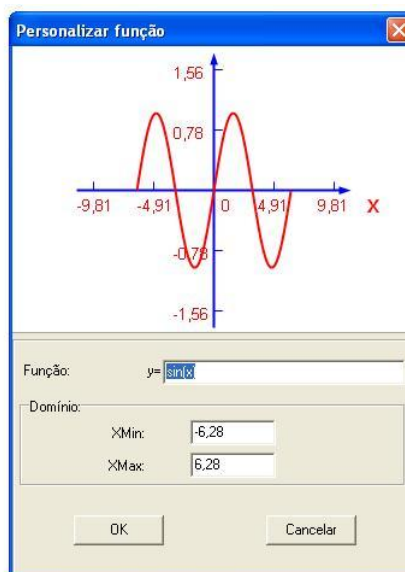 Personalizar função
1,56
0,78
-9,81 -4,91 0 4,91 9,81 X
-0,78
-1,56
Função: y= sin(x)
Domínio:
XMin: -6,28
XMax: 6,28
OK Cancelar